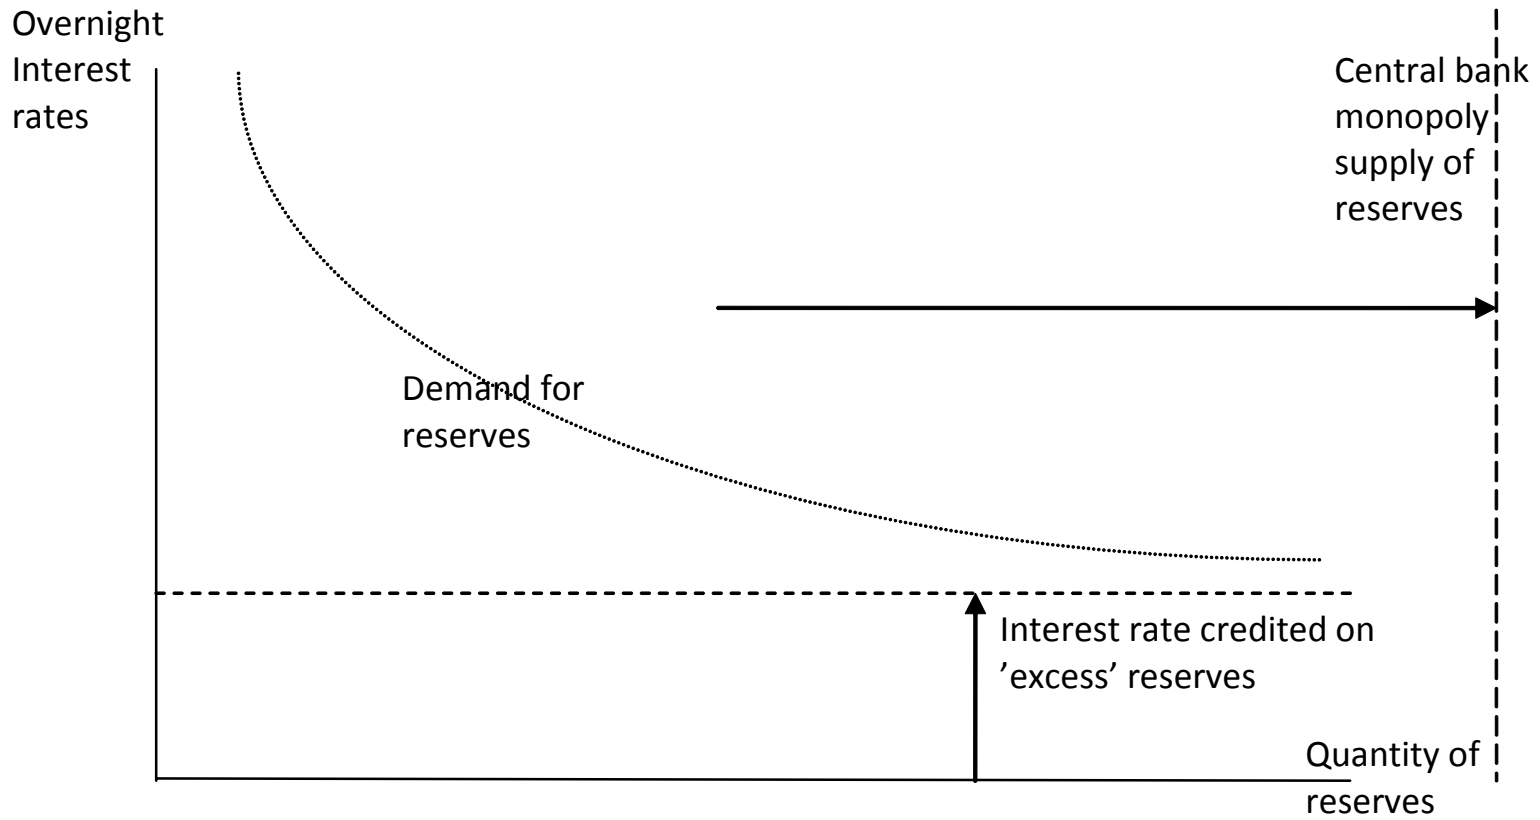 Overnight
Interest
rates
Central bank
monopoly
supply of
reserves
Demand for
reserves
Interest rate credited on
’excess’ reserves
Quantity of
reserves